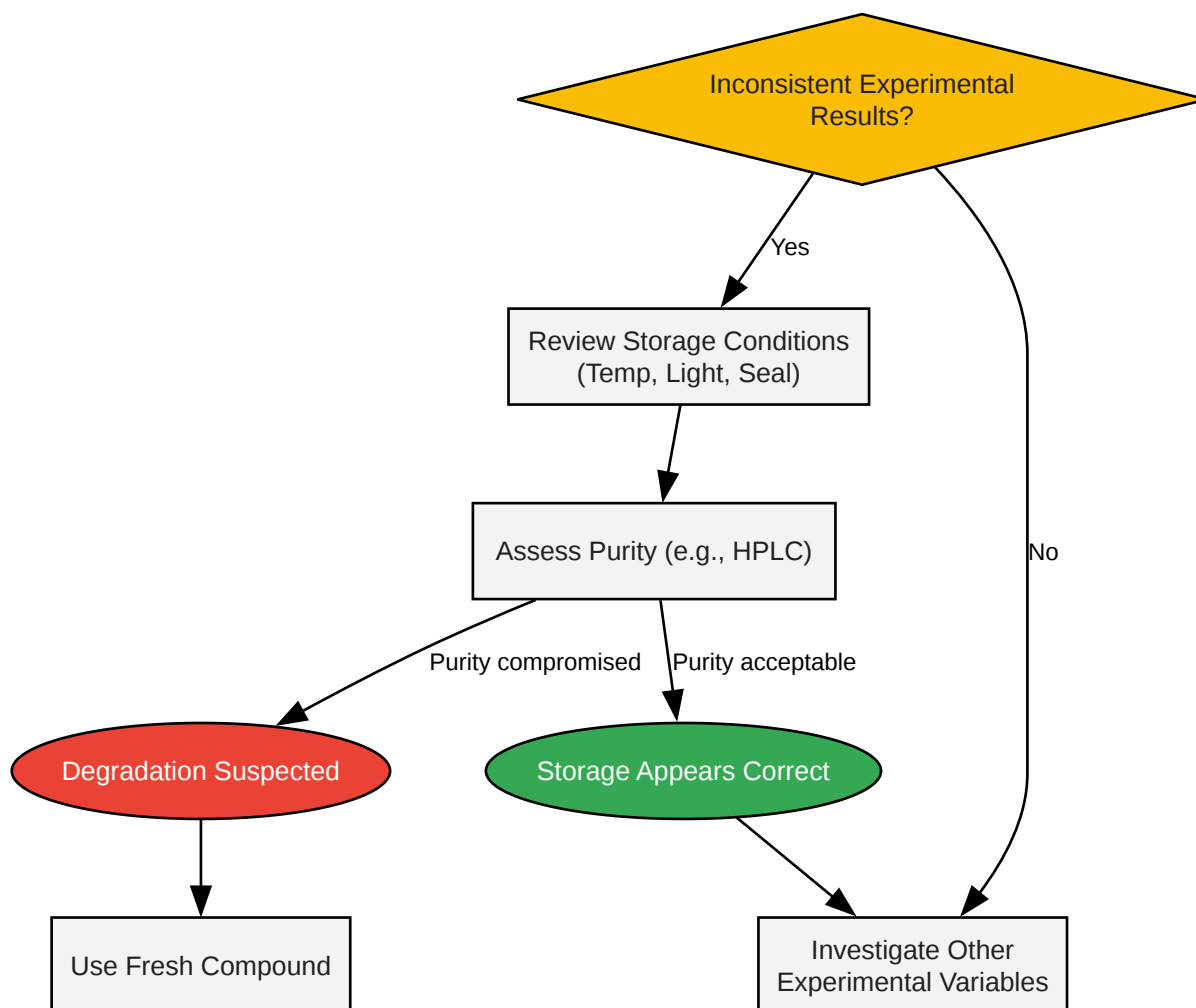 Inconsistent Experimental
Results?
Yes
Review Storage Conditions
(Temp, Light, Seal)
Assess Purity (e.g., HPLC)
No
Purity compromised
Purity acceptable
Degradation Suspected
Storage Appears Correct
Use Fresh Compound
Investigate Other
Experimental Variables